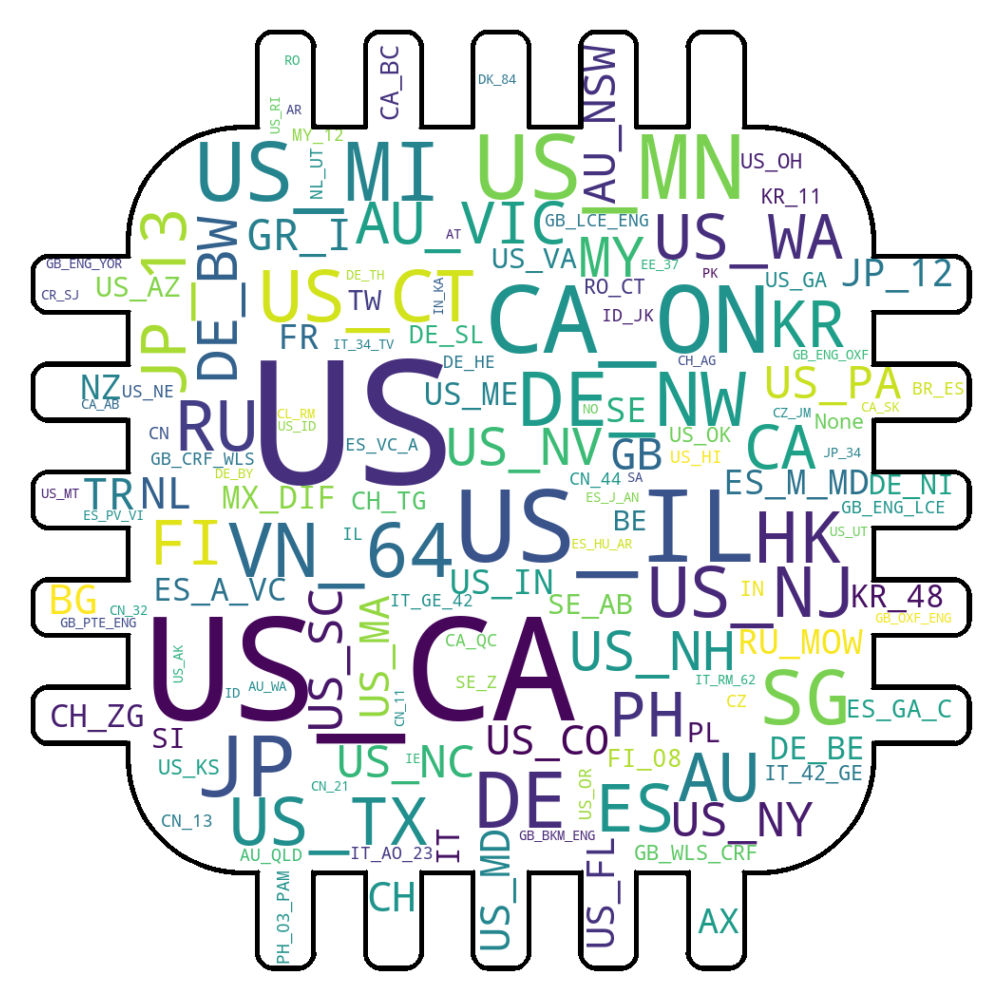 RO
US_RI
AR
CA_BC
DK_84
AU_NSW
MY_12
NL_UT
US_MI
US_MN
US_OH
KR_11
JP_13
DE_BW
GR_I
AU_VIC
AT
GB_LCE_ENG
US_WA
GB_ENG_YOR
CR_SJ
US_AZ
US_VA
MY
EE_37
PK
US_GA
JP_12
US_CT
DE_TH
TW
IN_KA
RO_CT
ID_JK
CA_ON
KR
FR
IT_34_TV
DE_SL
DE_HE
CH_AG
GB_ENG_OXF
NZ
US_NE
CA_AB
US
US_ME
DE_NW
US_PA
BR_ES
CA_SK
CZ_JM
None
RU
CL_RM
US_ID
NO
SE
CN
ES_VC_A
US_NV
GB
US_OK
US_HI
CA
JP_34
GB_CRF_WLS
DE_BY
CN_44
SA
US_MT
TR
NL
MX_DIF
CH_TG
ES_J_AN
ES_M_MD
DE_NI
ES_PV_VI
US_IL
BE
GB_ENG_LCE
FI
VN_64
IL
ES_HU_AR
HK
US_UT
BG
CN_32
GB_PTE_ENG
ES_A_VC
US_IN
IT_GE_42
SE_AB
US_NJ
IN
KR_48
GB_OXF_ENG
US_CA
US_SC
US_MA
CA_QC
US_NH
RU_MOW
US_AK
ID
AU_WA
CN_11
SE_Z
IT_RM_62
CZ
SG
CH_ZG
PH
ES_GA_C
SI
US_CO
PL
DE_BE
US_KS
JP
US_NC
IE
FI_08
IT_42_GE
CN_21
DE
US_OR
ES
AU
CN_13
US_TX
GB_BKM_ENG
US_NY
AU_QLD
IT_AO_23
IT
US_MD
US_FL
GB_WLS_CRF
PH_03_PAM
CH
AX